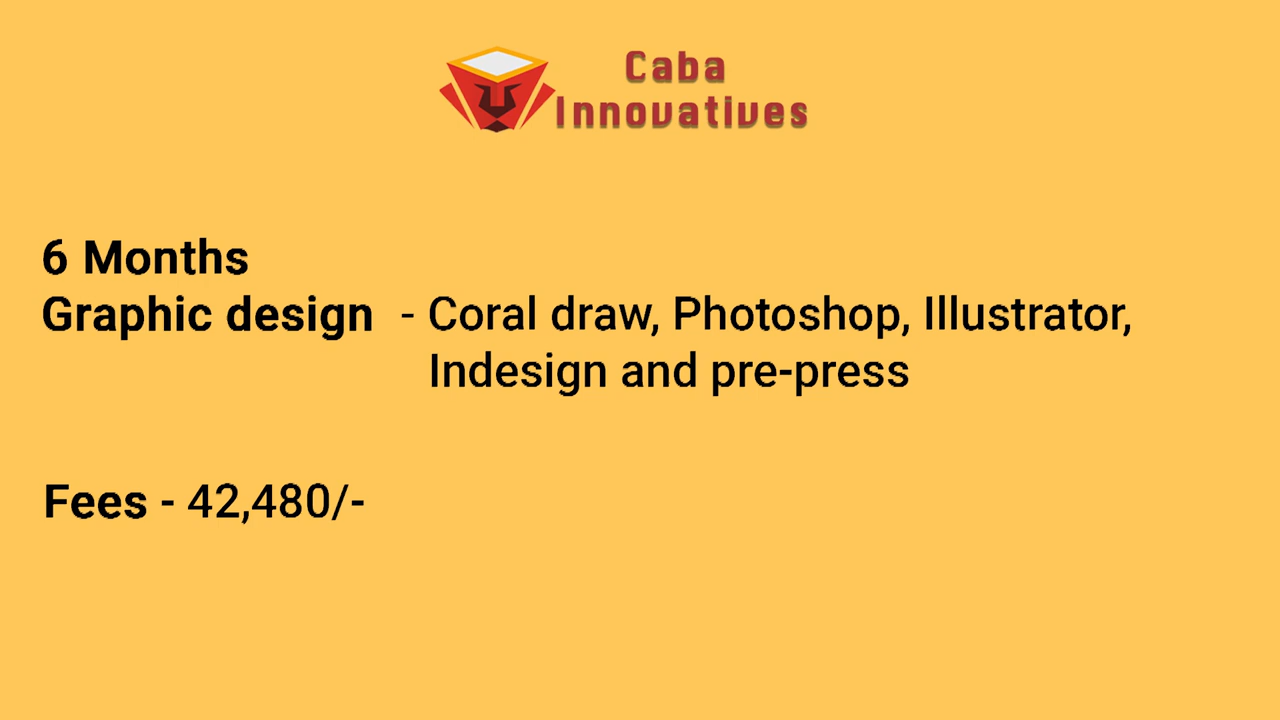 Caba
Innovatives
6 Months
Graphic design - Coral draw, Photoshop, Illustrator,
Indesign and pre-press
Fees - 42,480/-